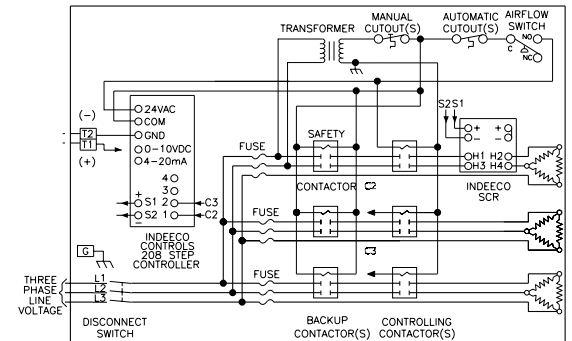 TRANSFORMER
MANUAL
CUTOUT(S)
AUTOMATIC
CUTOUT(S)
AIRFLOW
SWITCH
NO
C
NC
24VAC
COM
GND
0-10VDC
4-20mA
4
3
+
S1 2
S2 1
-
C3
C2
(-)
T2
T1
(+)
INDEECO
CONTROLS
208 STEP
CONTROLLER
FUSE
SAFETY
CONTACTOR
C2
S2 S1
+ +
- -
H1 H2
H3 H4
INDEECO
SCR
FUSE
C3
G
THREE
PHASE
LINE
VOLTAGE
L1
L2
L3
FUSE
DISCONNECT
SWITCH
BACKUP
CONTACTOR(S)
CONTROLLING
CONTACTOR(S)